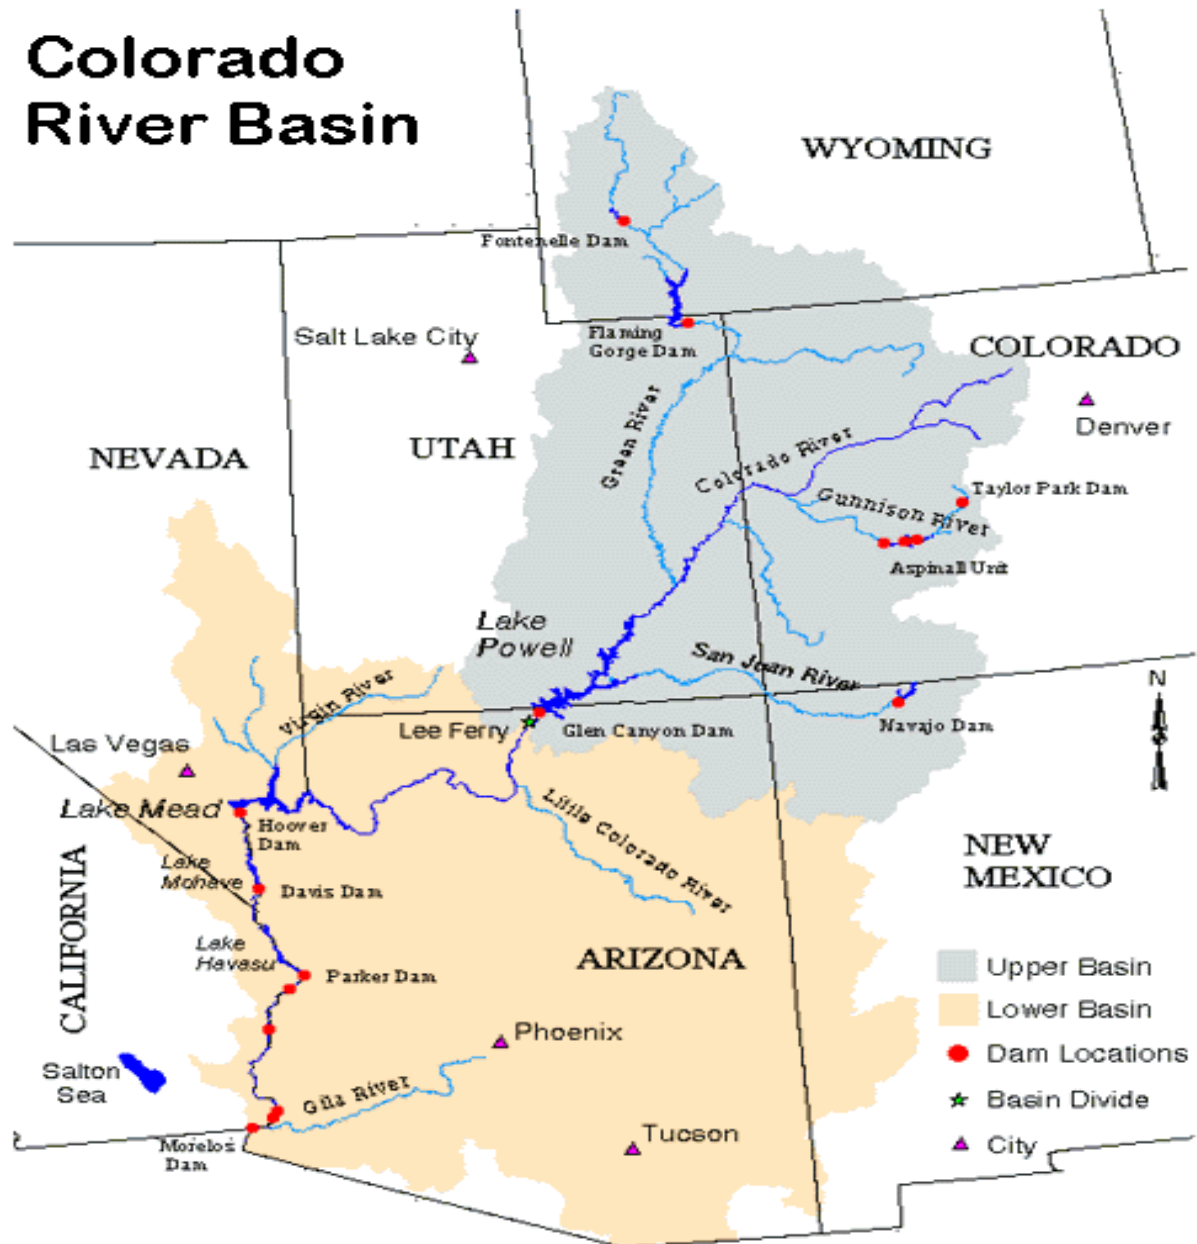 Colorado
River Basin
WYOMING
Fontenelle Dam
Salt Lake City
Flaming
Gorge Dam
COLORADO
Denver
NEVADA
UTAH
Green River
Colorado River
Taylor Park Dam
Gunnison River
Aspinall Unit
Lake
Powell
San Juan River
N
Virgin River
Lee Ferry
Glen Canyon Dam
Navajo Dam
Las Vegas
Lake Mead
Hoover
Dam
Little Colorado River
NEW
MEXICO
Lake
Mohave
Davis Dam
CALIFORNIA
Lake
Havasu
Parker Dam
ARIZONA
Upper Basin
Lower Basin
Phoenix
Dam Locations
Salton
Sea
Gila River
Basin Divide
Tucson
City
Morelos
Dam